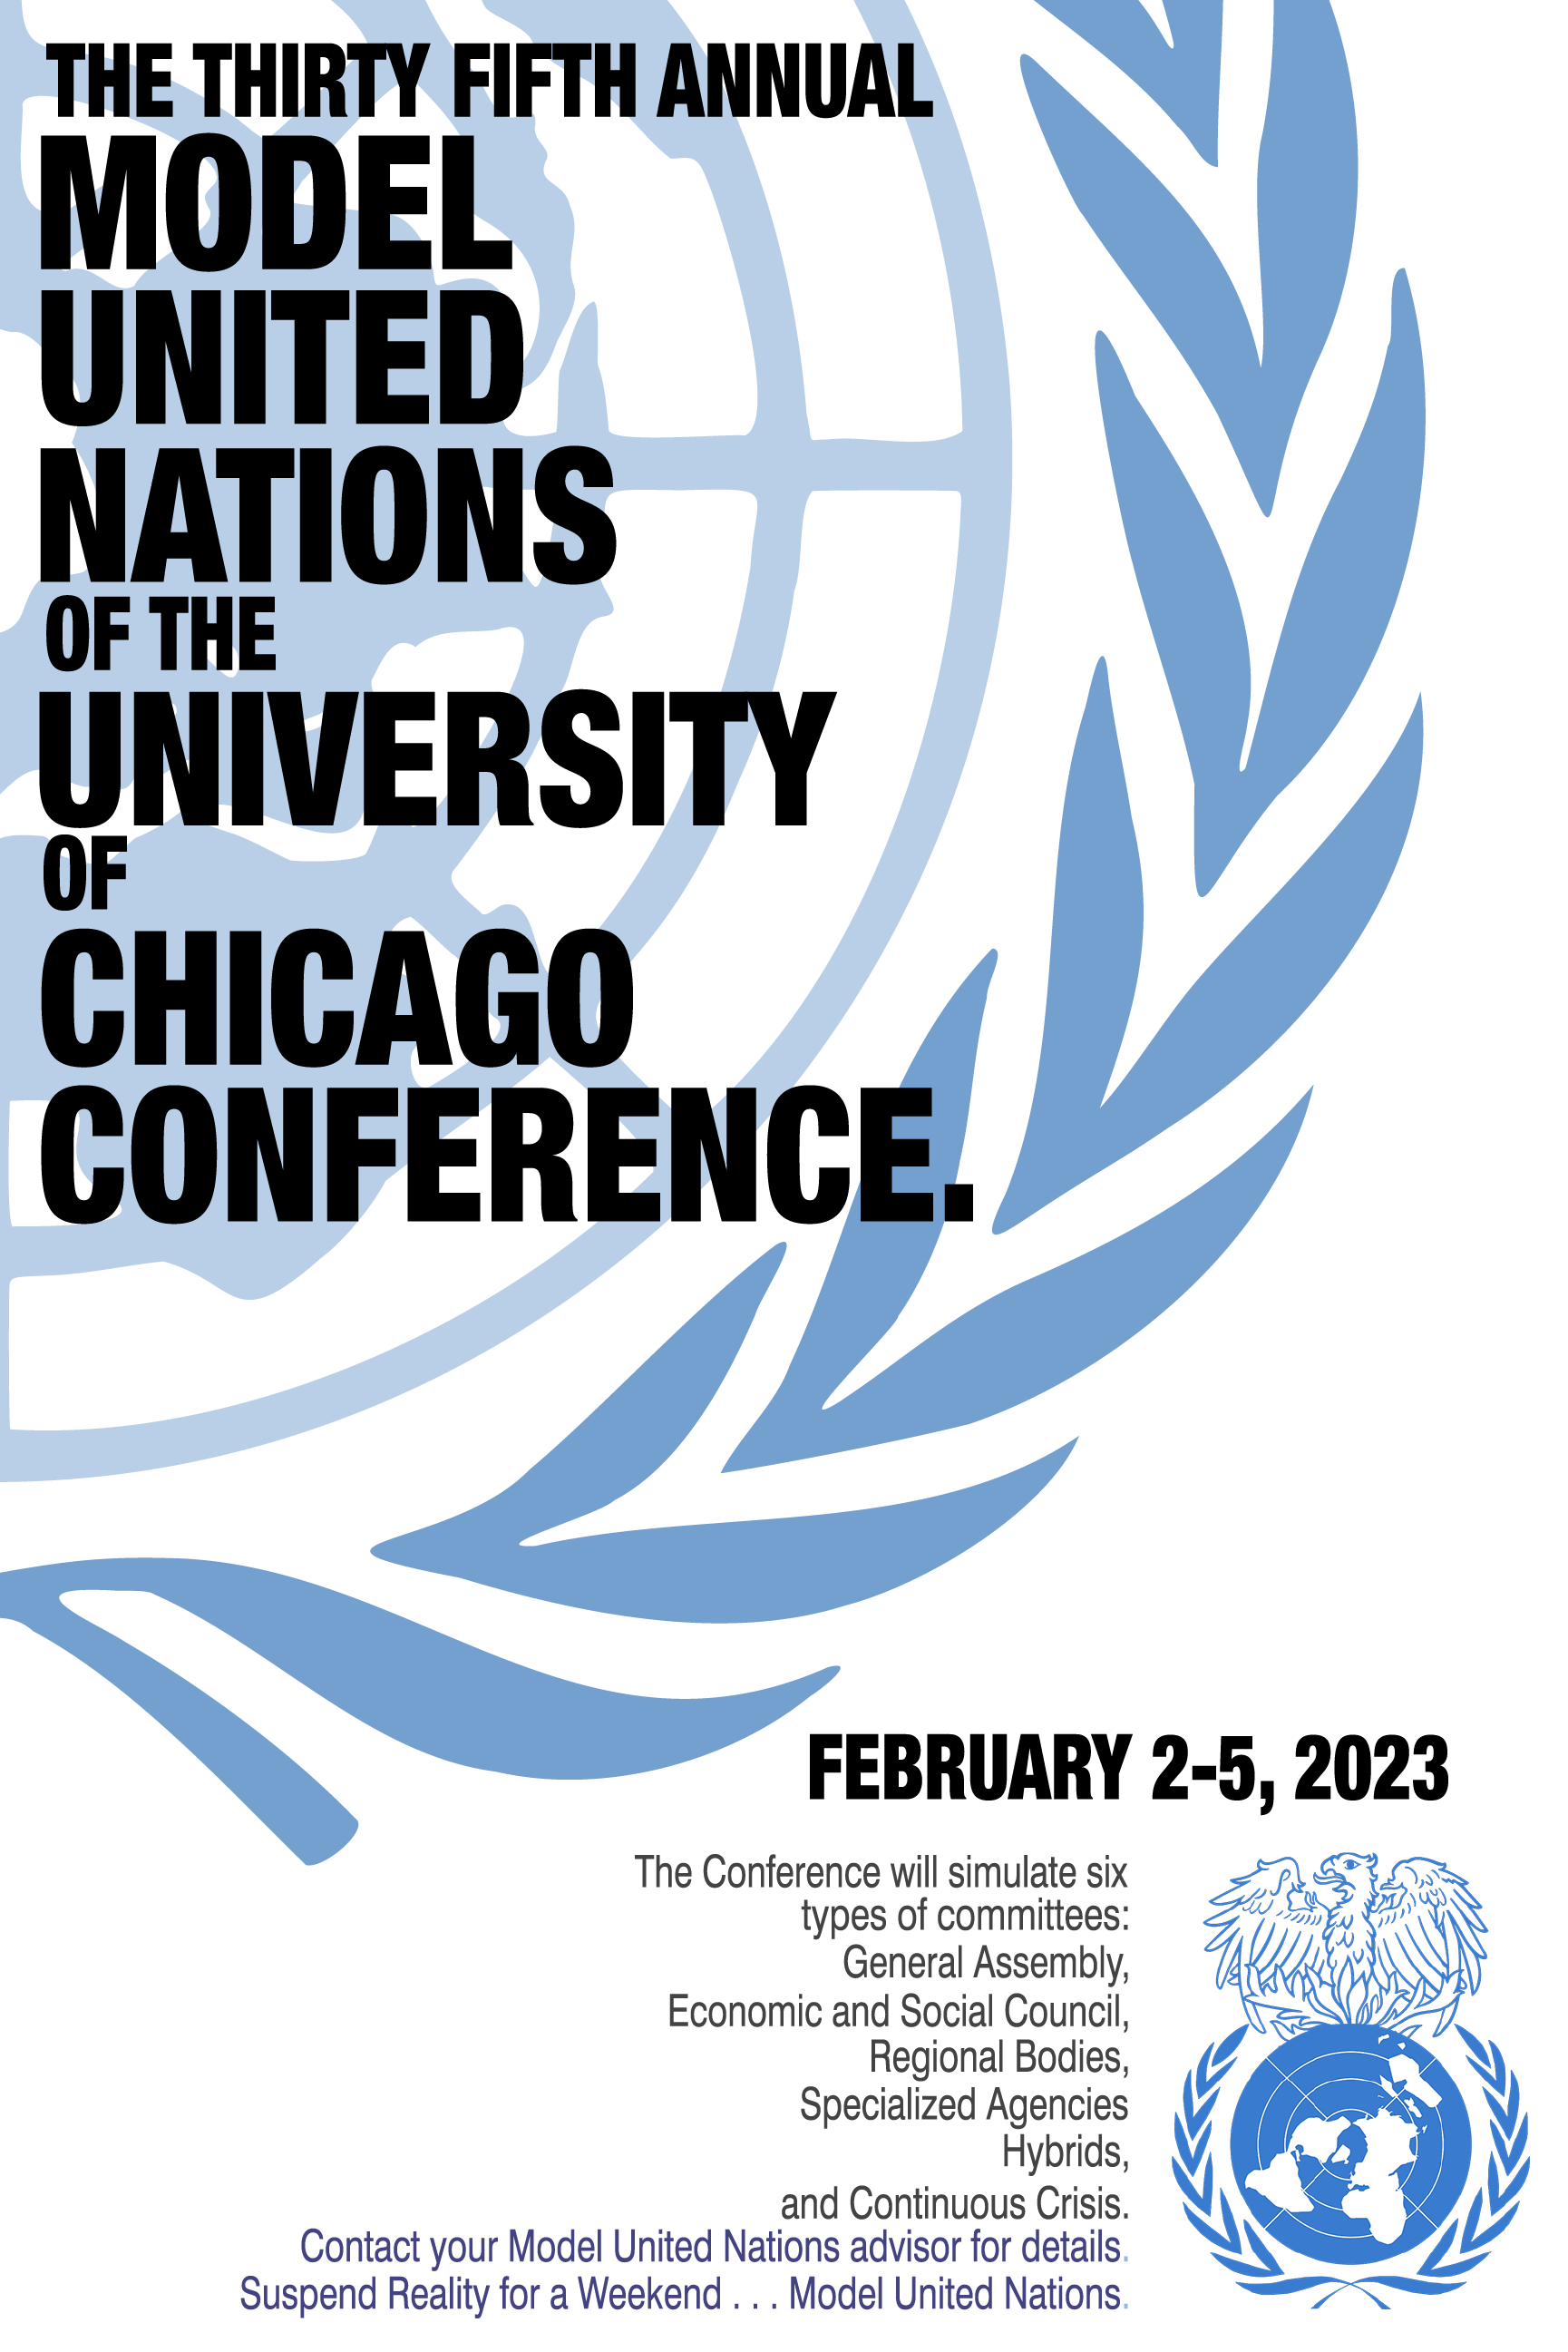 THE THIRTY FIFTH ANNUAL
MODEL
UNITED
NATIONS
OF THE
UNIVERSITY
OF
CHICAGO
CONFERENCE.
FEBRUARY 2-5, 2023
The Conference will simulate six
types of committees:
General Assembly,
Economic and Social Council,
Regional Bodies,
Specialized Agencies
Hybrids,
and Continuous Crisis.
Contact your Model United Nations advisor for details.
Suspend Reality for a Weekend . . . Model United Nations.